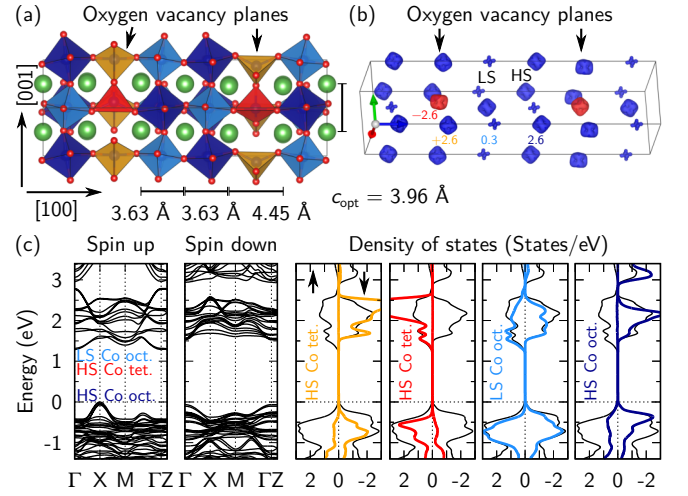 (a) Oxygen vacancy planes
[001]
[100]
3.63 Å 3.63 Å 4.45 Å
c_opt = 3.96 Å
(b) Oxygen vacancy planes
LS HS
−2.6
+2.6 0.3 2.6
(c) Spin up Spin down Density of states (States/eV)
Energy (eV)
3
2
1
0
-1
LS Co oct.
HS Co tet.
HS Co oct.
HS Co tet.
HS Co tet.
LS Co oct.
HS Co oct.
Γ X M Γ Z Γ X M Γ Z
2 0 -2 2 0 -2 2 0 -2 2 0 -2